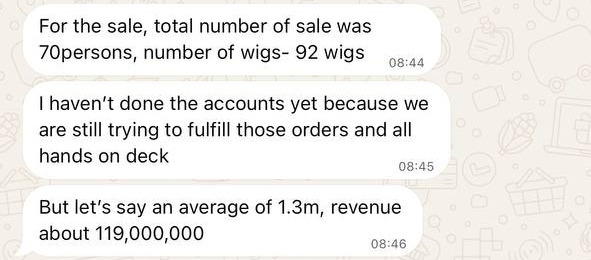 For the sale, total number of sale was
70persons, number of wigs- 92 wigs
08:44
I haven’t done the accounts yet because we
are still trying to fulfill those orders and all
hands on deck
08:45
But let’s say an average of 1.3m, revenue
about 119,000,000
08:46